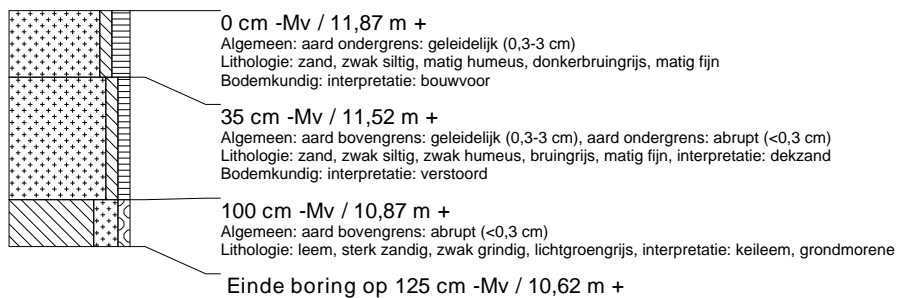 0 cm -Mv / 11,87 m +
Algemeen: aard ondergrens: geleidelijk (0,3-3 cm)
Lithologie: zand, zwak siltig, matig humeus, donkerbruingrijs, matig fijn
Bodemkundig: interpretatie: bouwvoor
35 cm -Mv / 11,52 m +
Algemeen: aard bovengrens: geleidelijk (0,3-3 cm), aard ondergrens: abrupt (<0,3 cm)
Lithologie: zand, zwak siltig, zwak humeus, bruingrijs, matig fijn, interpretatie: dekzand
Bodemkundig: interpretatie: verstoord
100 cm -Mv / 10,87 m +
Algemeen: aard bovengrens: abrupt (<0,3 cm)
Lithologie: leem, sterk zandig, zwak grindig, lichtgroengrijs, interpretatie: keileem, grondmorene
Einde boring op 125 cm -Mv / 10,62 m +